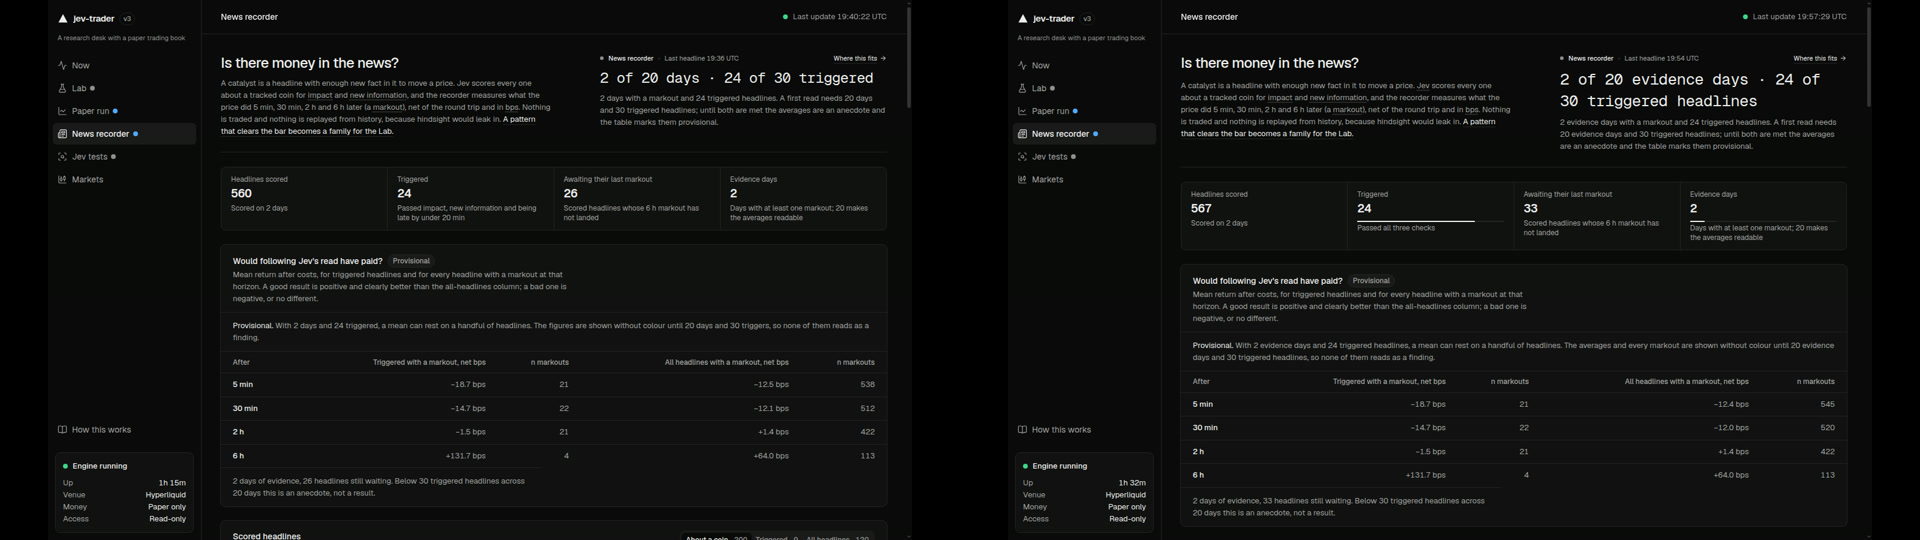 jev-trader v3
A research desk with a paper trading book
Now
Lab
Paper run
News recorder
Jev tests
Markets
How this works
Engine running
Up 1h 15m
Venue Hyperliquid
Money Paper only
Access Read-only
News recorder
Last update 19:40:22 UTC
Is there money in the news?
A catalyst is a headline with enough new fact in it to move a price. Jev scores every one
about a tracked coin for impact and new information, and the recorder measures what the
price did 5 min, 30 min, 2 h and 6 h later (a markout), net of the round trip and in bps. Nothing
is traded and nothing is replayed from history, because hindsight would leak in. A pattern
that clears the bar becomes a family for the Lab.
News recorder · Last headline 19:36 UTC
Where this fits →
2 of 20 days · 24 of 30 triggered
2 days with a markout and 24 triggered headlines. A first read needs 20 days
and 30 triggered headlines; until both are met the averages are an anecdote and
the table marks them provisional.
Headlines scored
560
Scored on 2 days
Triggered
24
Passed impact, new information and being
late by under 20 min
Awaiting their last markout
26
Scored headlines whose 6 h markout has
not landed
Evidence days
2
Days with at least one markout; 20 makes
the averages readable
Would following Jev's read have paid? Provisional
Mean return after costs, for triggered headlines and for every headline with a markout at that
horizon. A good result is positive and clearly better than the all-headlines column; a bad one is
negative, or no different.
Provisional. With 2 days and 24 triggered, a mean can rest on a handful of headlines. The figures are shown without colour until 20 days and 30 triggers, so none of them reads as a
finding.
After Triggered with a markout, net bps n markouts All headlines with a markout, net bps n markouts
5 min −18.7 bps 21 −12.5 bps 538
30 min −14.7 bps 22 −12.1 bps 512
2 h −1.5 bps 21 +1.4 bps 422
6 h +131.7 bps 4 +64.0 bps 113
2 days of evidence, 26 headlines still waiting. Below 30 triggered headlines across
20 days this is an anecdote, not a result.
Scored headlines
About a coin 200 Triggered 9 All headlines 120
jev-trader v3
A research desk with a paper trading book
Now
Lab
Paper run
News recorder
Jev tests
Markets
How this works
Engine running
Up 1h 32m
Venue Hyperliquid
Money Paper only
Access Read-only
News recorder
Last update 19:57:29 UTC
Is there money in the news?
A catalyst is a headline with enough new fact in it to move a price. Jev scores every one
about a tracked coin for impact and new information, and the recorder measures what the
price did 5 min, 30 min, 2 h and 6 h later (a markout), net of the round trip and in bps. Nothing
is traded and nothing is replayed from history, because hindsight would leak in. A pattern
that clears the bar becomes a family for the Lab.
News recorder · Last headline 19:54 UTC
Where this fits →
2 of 20 evidence days · 24 of
30 triggered headlines
2 evidence days with a markout and 24 triggered headlines. A first read needs
20 evidence days and 30 triggered headlines; until both are met the averages
are an anecdote and the table marks them provisional.
Headlines scored
567
Scored on 2 days
Triggered
24
Passed all three checks
Awaiting their last markout
33
Scored headlines whose 6 h markout has
not landed
Evidence days
2
Days with at least one markout; 20 makes
the averages readable
Would following Jev's read have paid? Provisional
Mean return after costs, for triggered headlines and for every headline with a markout at that
horizon. A good result is positive and clearly better than the all-headlines column; a bad one is
negative, or no different.
Provisional. With 2 evidence days and 24 triggered headlines, a mean can rest on a handful of headlines. The averages and every markout are shown without colour until 20 evidence
days and 30 triggered headlines, so none of them reads as a finding.
After Triggered with a markout, net bps n markouts All headlines with a markout, net bps n markouts
5 min −18.7 bps 21 −12.4 bps 545
30 min −14.7 bps 22 −12.0 bps 520
2 h −1.5 bps 21 +1.4 bps 422
6 h +131.7 bps 4 +64.0 bps 113
2 days of evidence, 33 headlines still waiting. Below 30 triggered headlines across
20 days this is an anecdote, not a result.